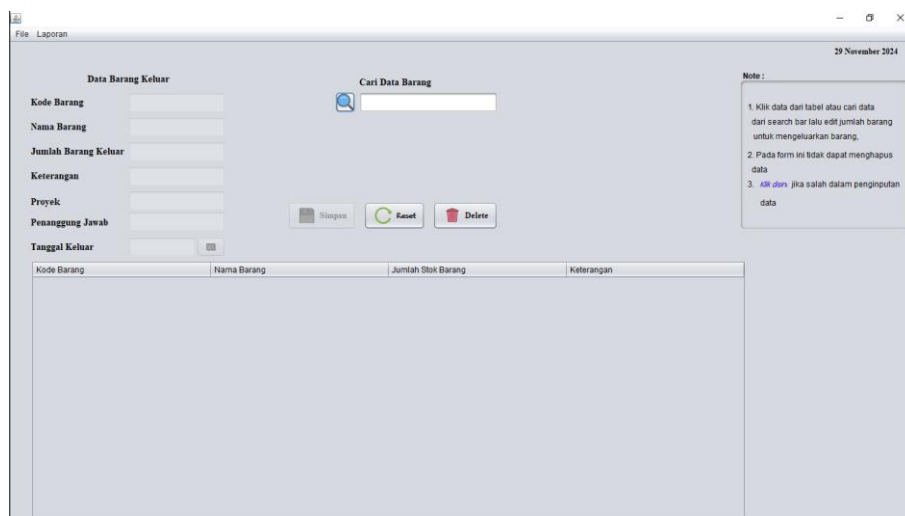 File Laporan
29 November 2024
Data Barang Keluar
Kode Barang
Nama Barang
Jumlah Barang Keluar
Keterangan
Proyek
Penanggung Jawab
Tanggal Keluar
Cari Data Barang
Simpan Reset Delete
Note :
1. Klik data dari tabel atau cari data
dari search bar lalu edit jumlah barang
untuk mengeluarkan barang,
2. Pada form ini tidak dapat menghapus
data
3. Klik disini jika salah dalam penginputan
data
Kode Barang Nama Barang Jumlah Stok Barang Keterangan